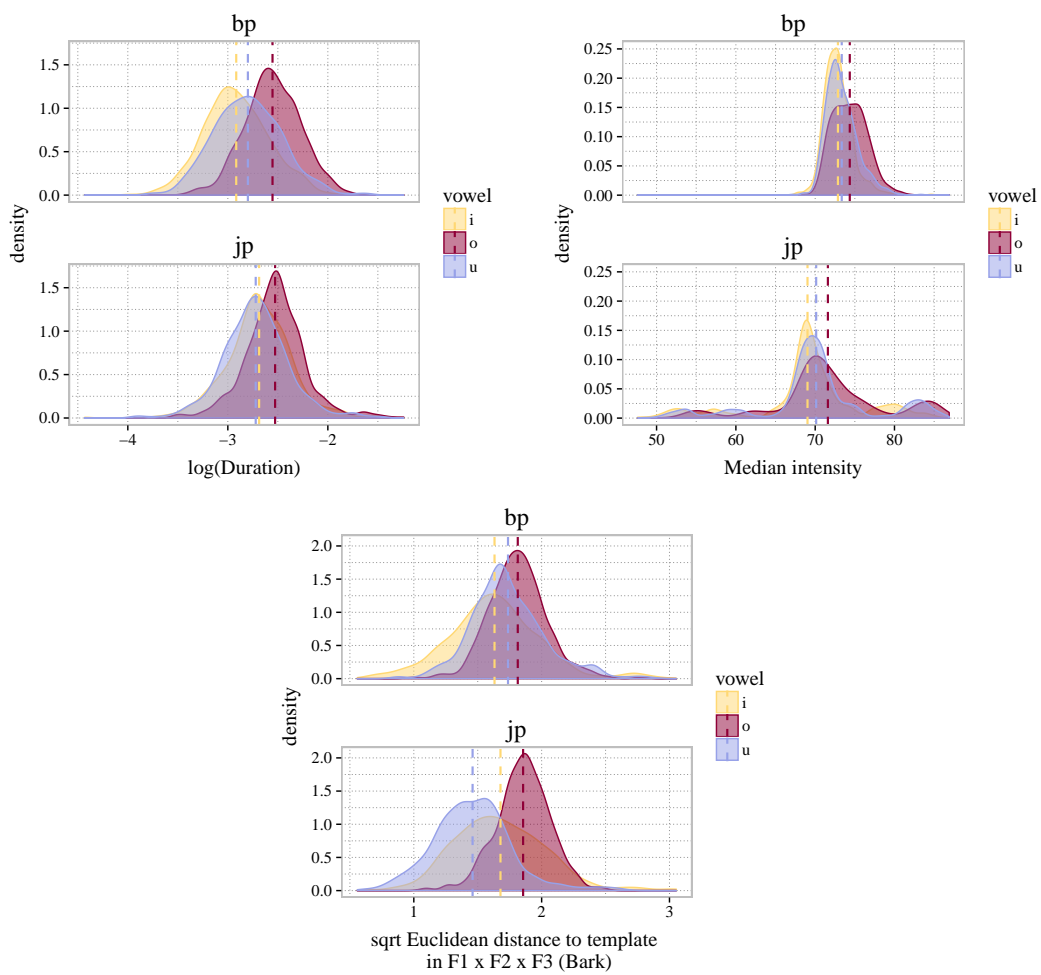 bp
1.5
1.0
0.5
0.0
jp
1.5
1.0
0.5
0.0
−4 −3 −2
log(Duration)
density
vowel
i
o
u
bp
0.25
0.20
0.15
0.10
0.05
0.00
jp
0.25
0.20
0.15
0.10
0.05
0.00
50 60 70 80
Median intensity
density
vowel
i
o
u
bp
2.0
1.5
1.0
0.5
0.0
jp
2.0
1.5
1.0
0.5
0.0
1 2 3
sqrt Euclidean distance to template
in F1 x F2 x F3 (Bark)
density
vowel
i
o
u